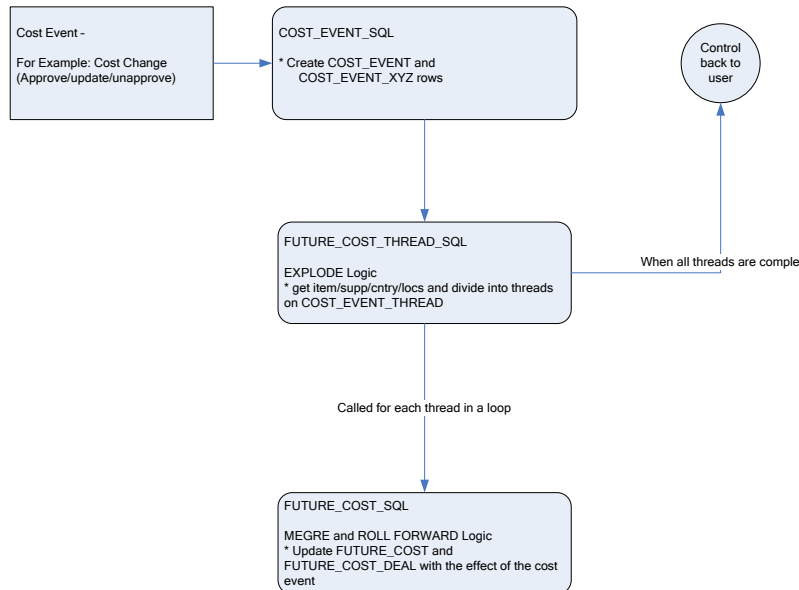 Cost Event -
For Example: Cost Change
(Approve/update/unapprove)
COST_EVENT_SQL
* Create COST_EVENT and
COST_EVENT_XYZ rows
Control
back to
user
FUTURE_COST_THREAD_SQL
EXPLODE Logic
* get item/supp/cntry/locs and divide into threads
on COST_EVENT_THREAD
When all threads are comple
Called for each thread in a loop
FUTURE_COST_SQL
MEGRE and ROLL FORWARD Logic
* Update FUTURE_COST and
FUTURE_COST_DEAL with the effect of the cost
event